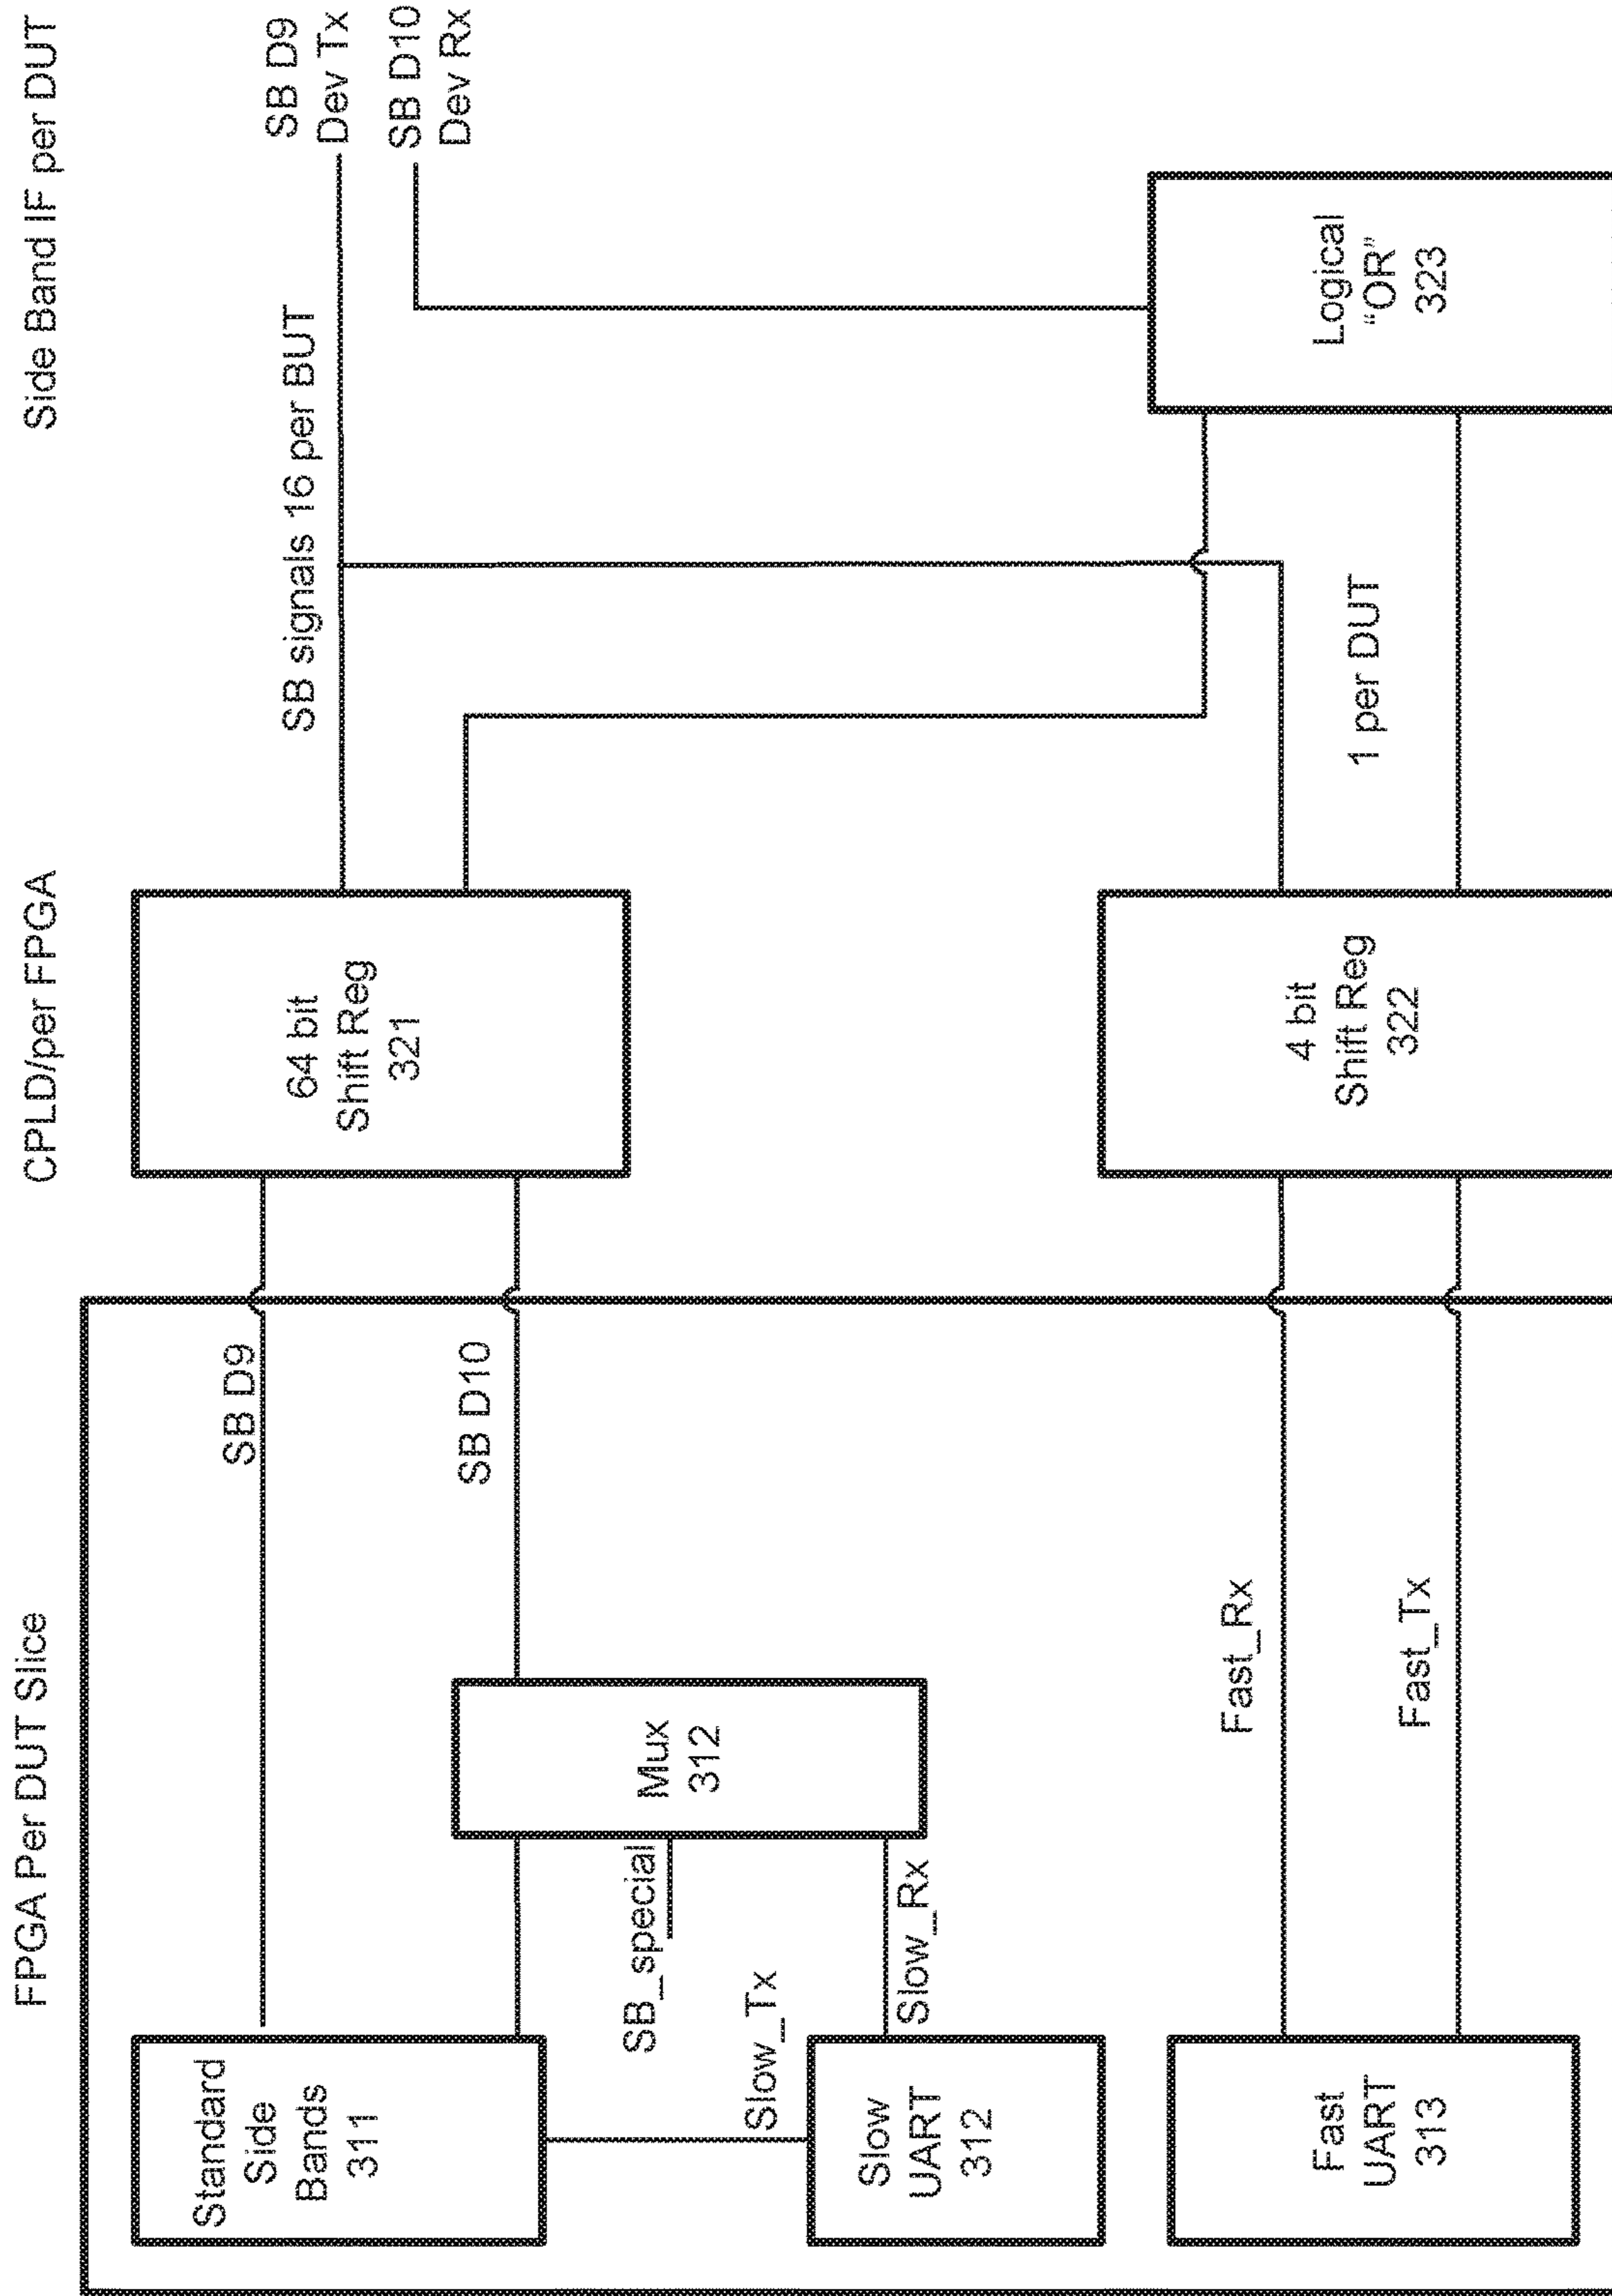 FPGA Per DUT Slice
CPLD/per FPGA
Side Band IF per DUT
Standard
Side
Bands
311
SB D9
64 bit
Shift Reg
321
SB signals 16 per BUT
SB D9
Dev Tx
SB D10
Dev Rx
SB D10
Mux
312
SB_special
Slow_Tx
Slow_Rx
Slow
UART
312
Fast
UART
313
Fast_Rx
Fast_Tx
4 bit
Shift Reg
322
1 per DUT
Logical
“OR”
323